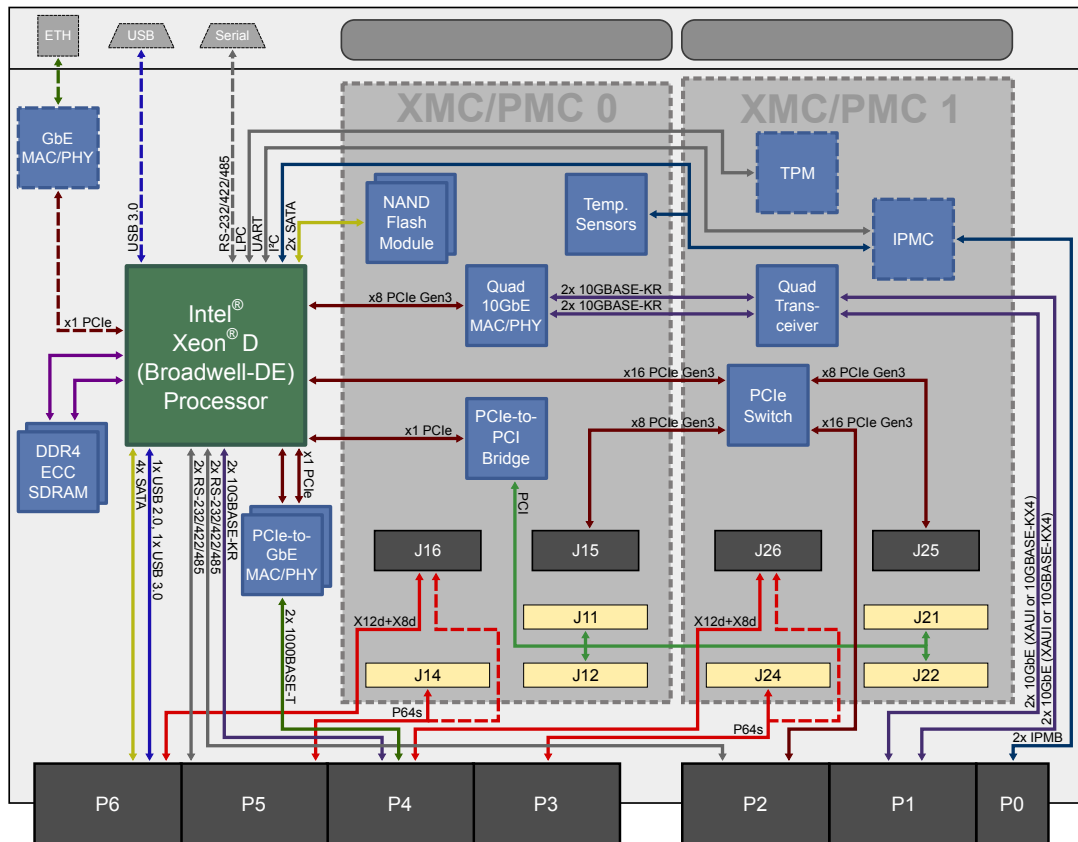 ETH
USB
Serial
XMC/PMC 0
XMC/PMC 1
GbE
MAC/PHY
USB 3.0
RS-232/422/485
LPC
UART
I²C
2x SATA
NAND
Flash
Module
Temp.
Sensors
TPM
IPMC
x1 PCIe
Intel®
Xeon® D
(Broadwell-DE)
Processor
x8 PCIe Gen3
Quad
10GbE
MAC/PHY
2x 10GBASE-KR
2x 10GBASE-KR
Quad
Trans-
ceiver
x16 PCIe Gen3
PCIe
Switch
x8 PCIe Gen3
x8 PCIe Gen3
x16 PCIe Gen3
x1 PCIe
PCIe-to-
PCI
Bridge
PCI
DDR4
ECC
SDRAM
4x SATA
1x USB 2.0, 1x USB 3.0
2x RS-232/422/485
2x RS-232/422/485
2x 10GBASE-KR
x1 PCIe
PCIe-to-
GbE
MAC/PHY
2x 1000BASE-T
J16
J15
J26
J25
X12d+X8d
J11
X12d+X8d
J21
J14
J12
J24
J22
P64s
P64s
2x 10GbE (XAUI or 10GBASE-KX4)
2x 10GbE (XAUI or 10GBASE-KX4)
2x IPMB
P6
P5
P4
P3
P2
P1
P0